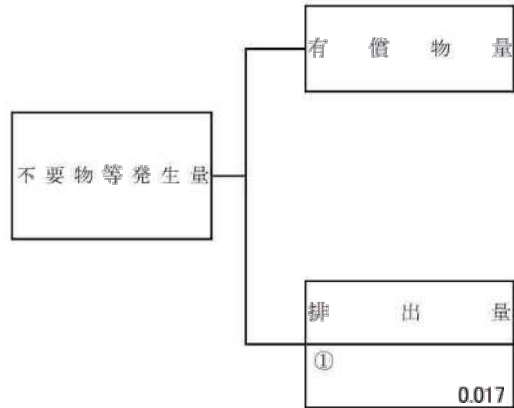 有償物量
不要物等発生量
排出量
①
0.017